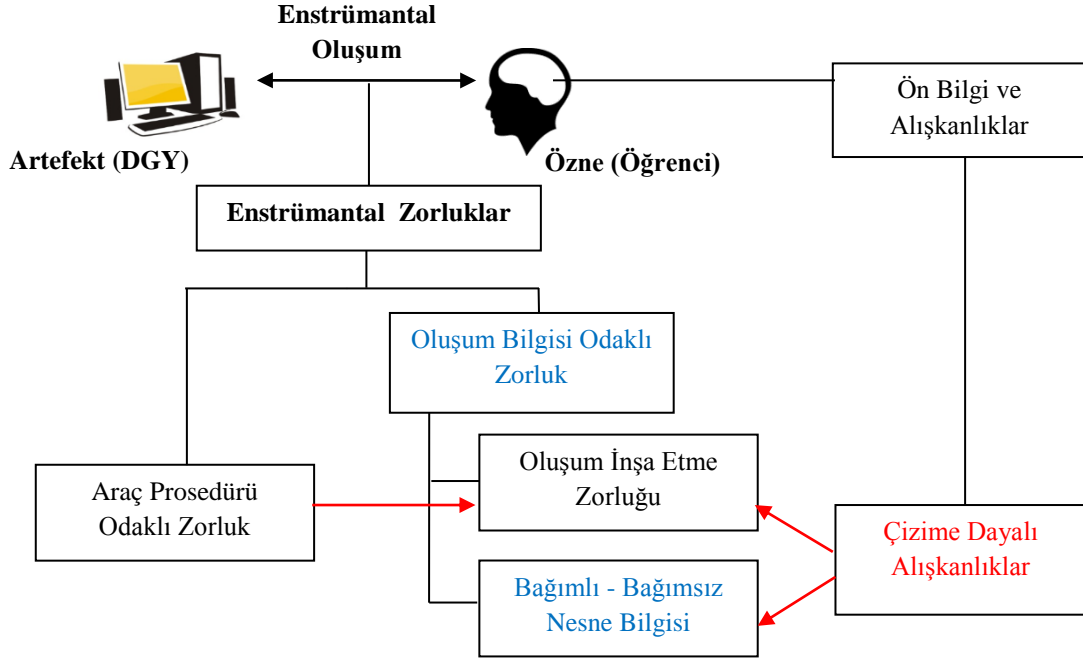 Enstrümantal
Oluşum
Ön Bilgi ve
Alışkanlıklar
Artefekt (DGY)
Özne (Öğrenci)
Enstrümantal Zorluklar
Oluşum Bilgisi Odaklı
Zorluk
Oluşum İnşa Etme
Zorluğu
Araç Prosedürü
Odaklı Zorluk
Çizime Dayalı
Alışkanlıklar
Bağımlı - Bağımsız
Nesne Bilgisi